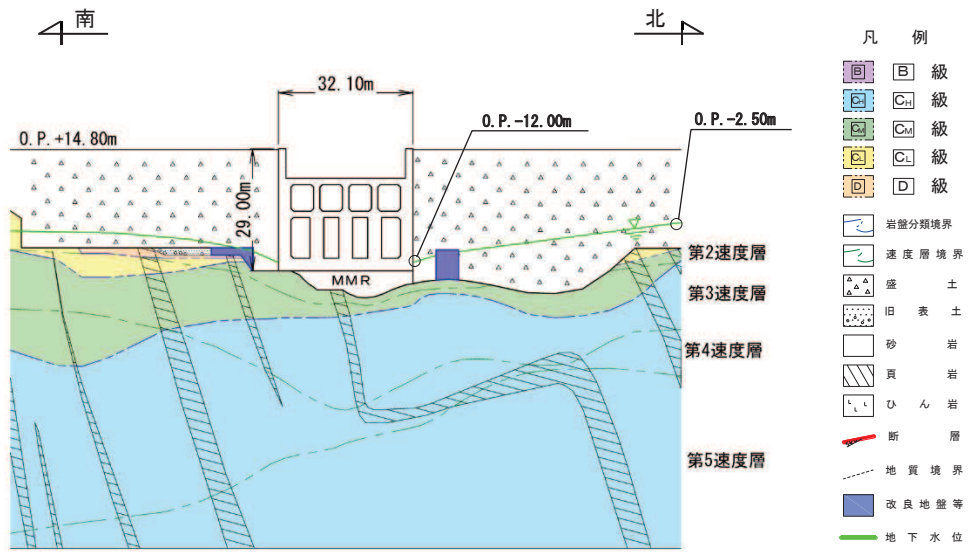 南
北
32.10m
O.P.-12.00m
O.P.-2.50m
O.P.+14.80m
29.00m
MMR
第2速度層
第3速度層
第4速度層
第5速度層
凡 例
B B 級
CH CH 級
CM CM 級
CL CL 級
D D 級
岩盤分類境界
速度層境界
盛 土
旧 表 土
砂 岩
頁 岩
ひ ん 岩
断 層
地 質 境 界
改 良 地 盤 等
地 下 水 位